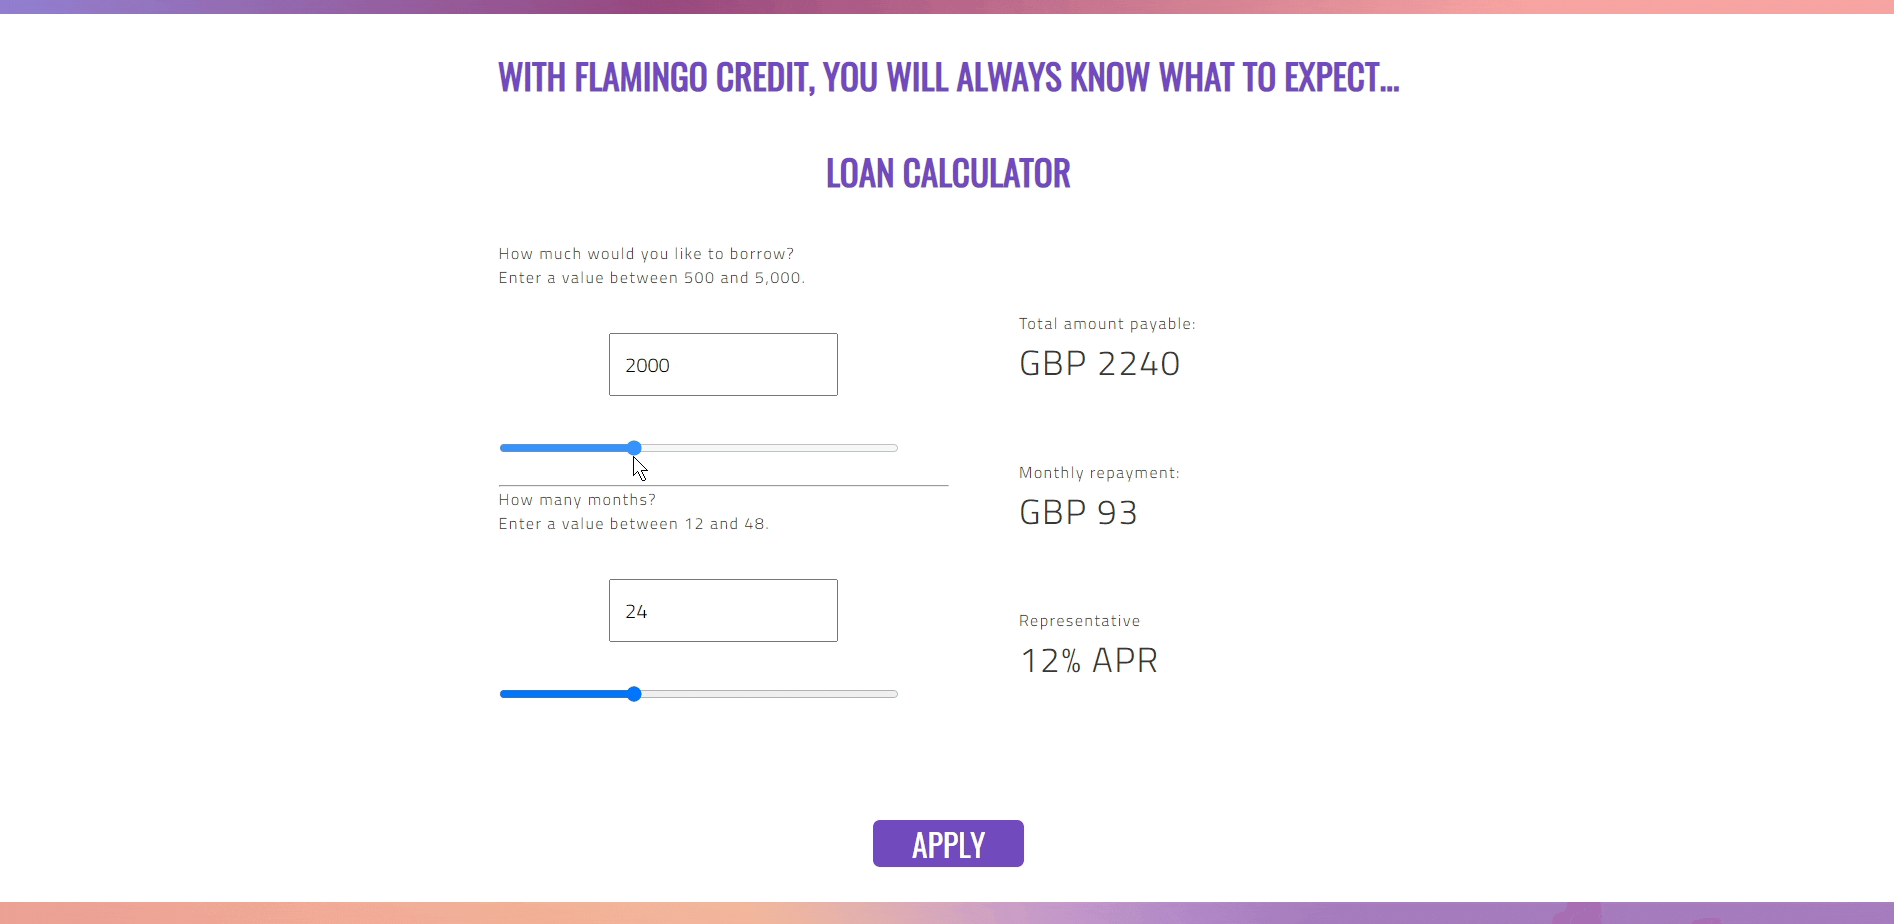 WITH FLAMINGO CREDIT, YOU WILL ALWAYS KNOW WHAT TO EXPECT...
LOAN CALCULATOR
How much would you like to borrow?
Enter a value between 500 and 5,000.
2000
How many months?
Enter a value between 12 and 48.
24
Total amount payable:
GBP 2240
Monthly repayment:
GBP 93
Representative
12% APR
APPLY